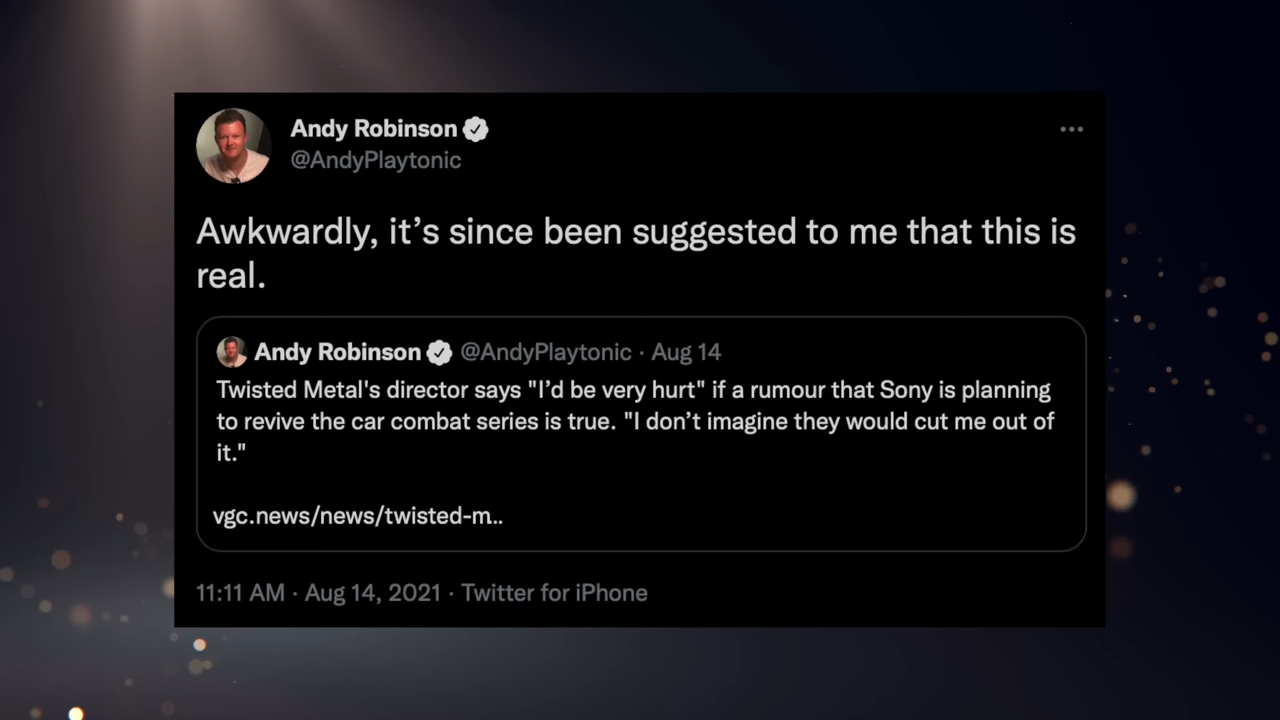 Andy Robinson
@AndyPlaytonic
Awkwardly, it’s since been suggested to me that this is
real.
Andy Robinson @AndyPlaytonic · Aug 14
Twisted Metal's director says "I’d be very hurt" if a rumour that Sony is planning
to revive the car combat series is true. "I don’t imagine they would cut me out of
it."
vgc.news/news/twisted-m..
11:11 AM · Aug 14, 2021 · Twitter for iPhone